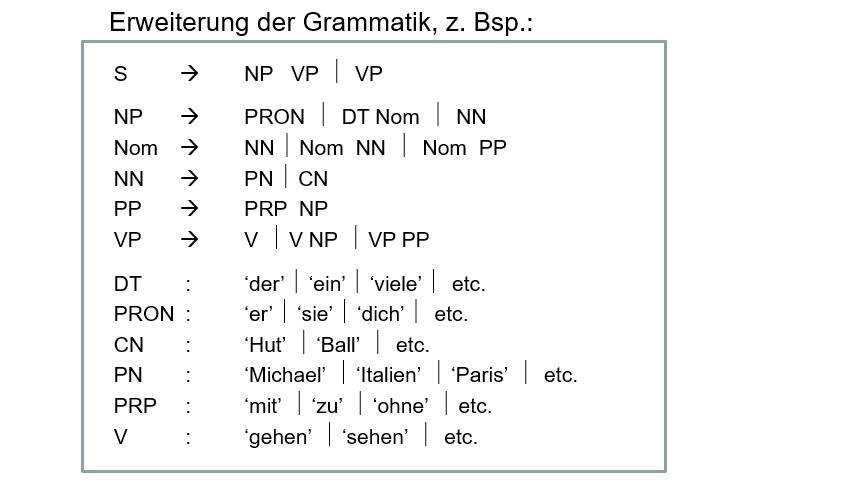 Erweiterung der Grammatik, z. Bsp.:
S → NP VP | VP
NP → PRON | DT Nom | NN
Nom → NN | Nom NN | Nom PP
NN → PN | CN
PP → PRP NP
VP → V | V NP | VP PP
DT : ‘der’ | ‘ein’ | ‘viele’ | etc.
PRON : ‘er’ | ‘sie’ | ‘dich’ | etc.
CN : ‘Hut’ | ‘Ball’ | etc.
PN : ‘Michael’ | ‘Italien’ | ‘Paris’ | etc.
PRP : ‘mit’ | ‘zu’ | ‘ohne’ | etc.
V : ‘gehen’ | ‘sehen’ | etc.